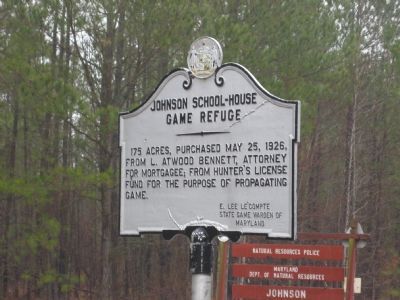 JOHNSON SCHOOL-HOUSE
GAME REFUGE
175 ACRES, PURCHASED MAY 25, 1926,
FROM L. ATWOOD BENNETT, ATTORNEY
FOR MORTGAGEE; FROM HUNTER'S LICENSE
FUND FOR THE PURPOSE OF PROPAGATING
GAME.
E. LEE LE COMPTE
STATE GAME WARDEN OF
MARYLAND
NATURAL RESOURCES POLICE
MARYLAND
DEPT. OF NATURAL RESOURCES
JOHNSON